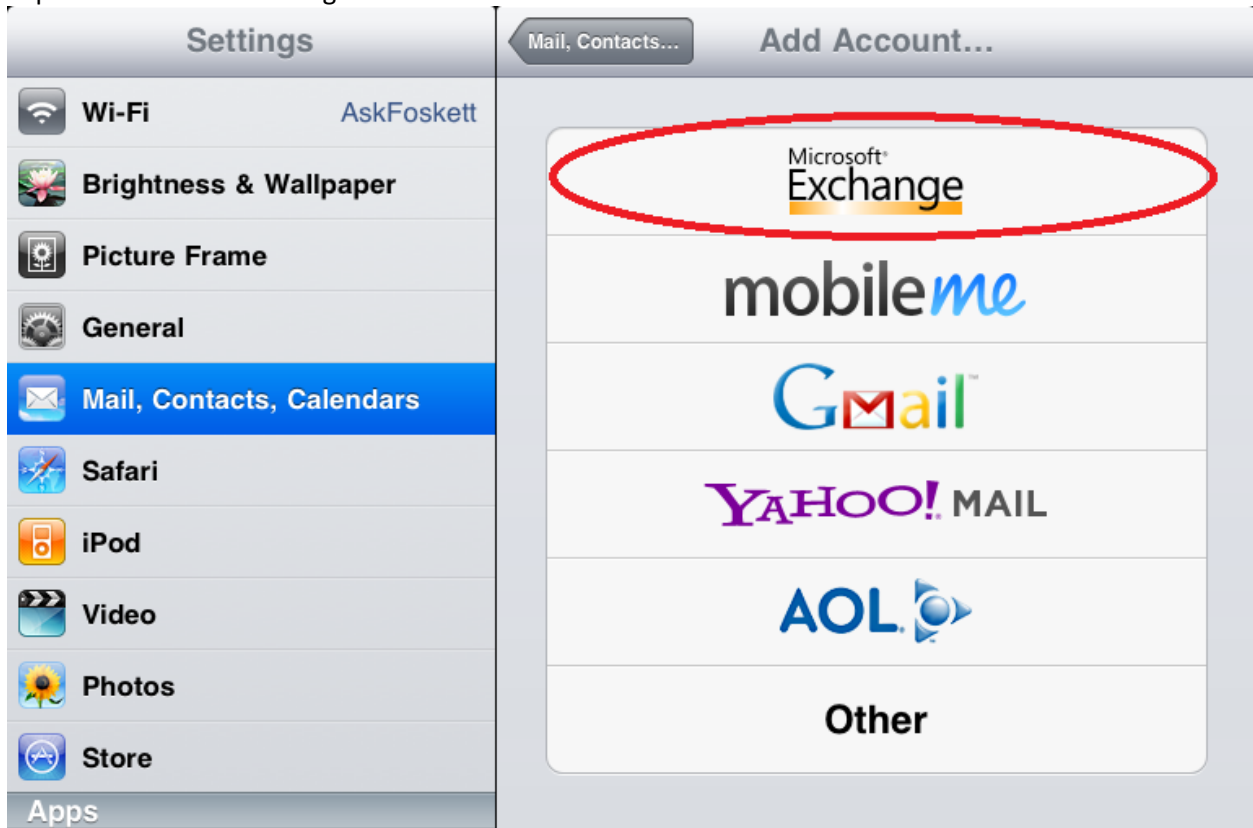 Settings
Wi-Fi AskFoskett
Brightness & Wallpaper
Picture Frame
General
Mail, Contacts, Calendars
Safari
iPod
Video
Photos
Store
Apps
Mail, Contacts... Add Account...
Microsoft®
Exchange
mobileme
Gmail™
YAHOO!® MAIL
AOL®
Other